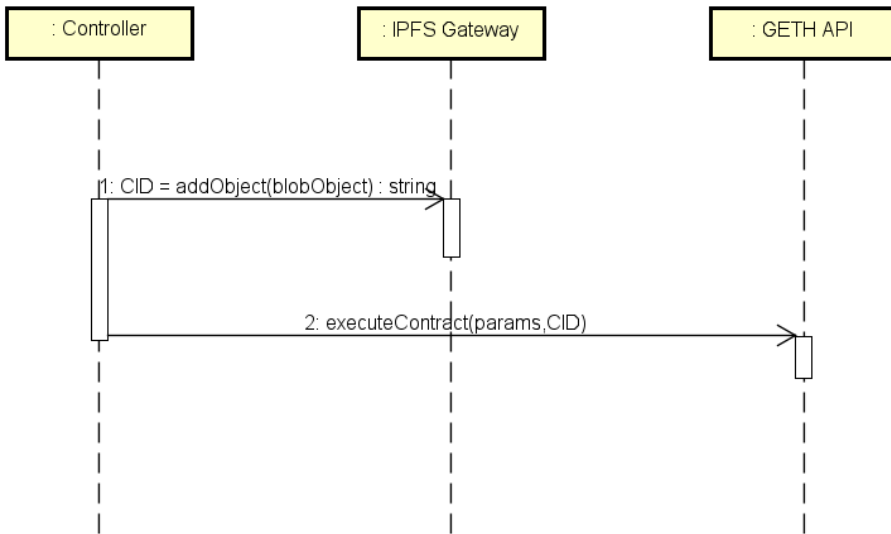 : Controller
: IPFS Gateway
: GETH API
1: CID = addObject(blobObject) : string
2: executeContract(params,CID)